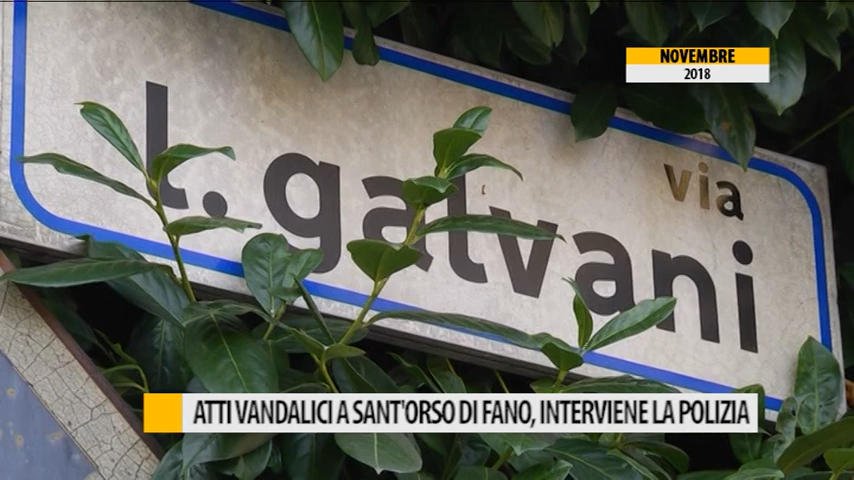 NOVEMBRE
2018
via
l. galvani
ATTI VANDALICI A SANT'ORSO DI FANO, INTERVIENE LA POLIZIA